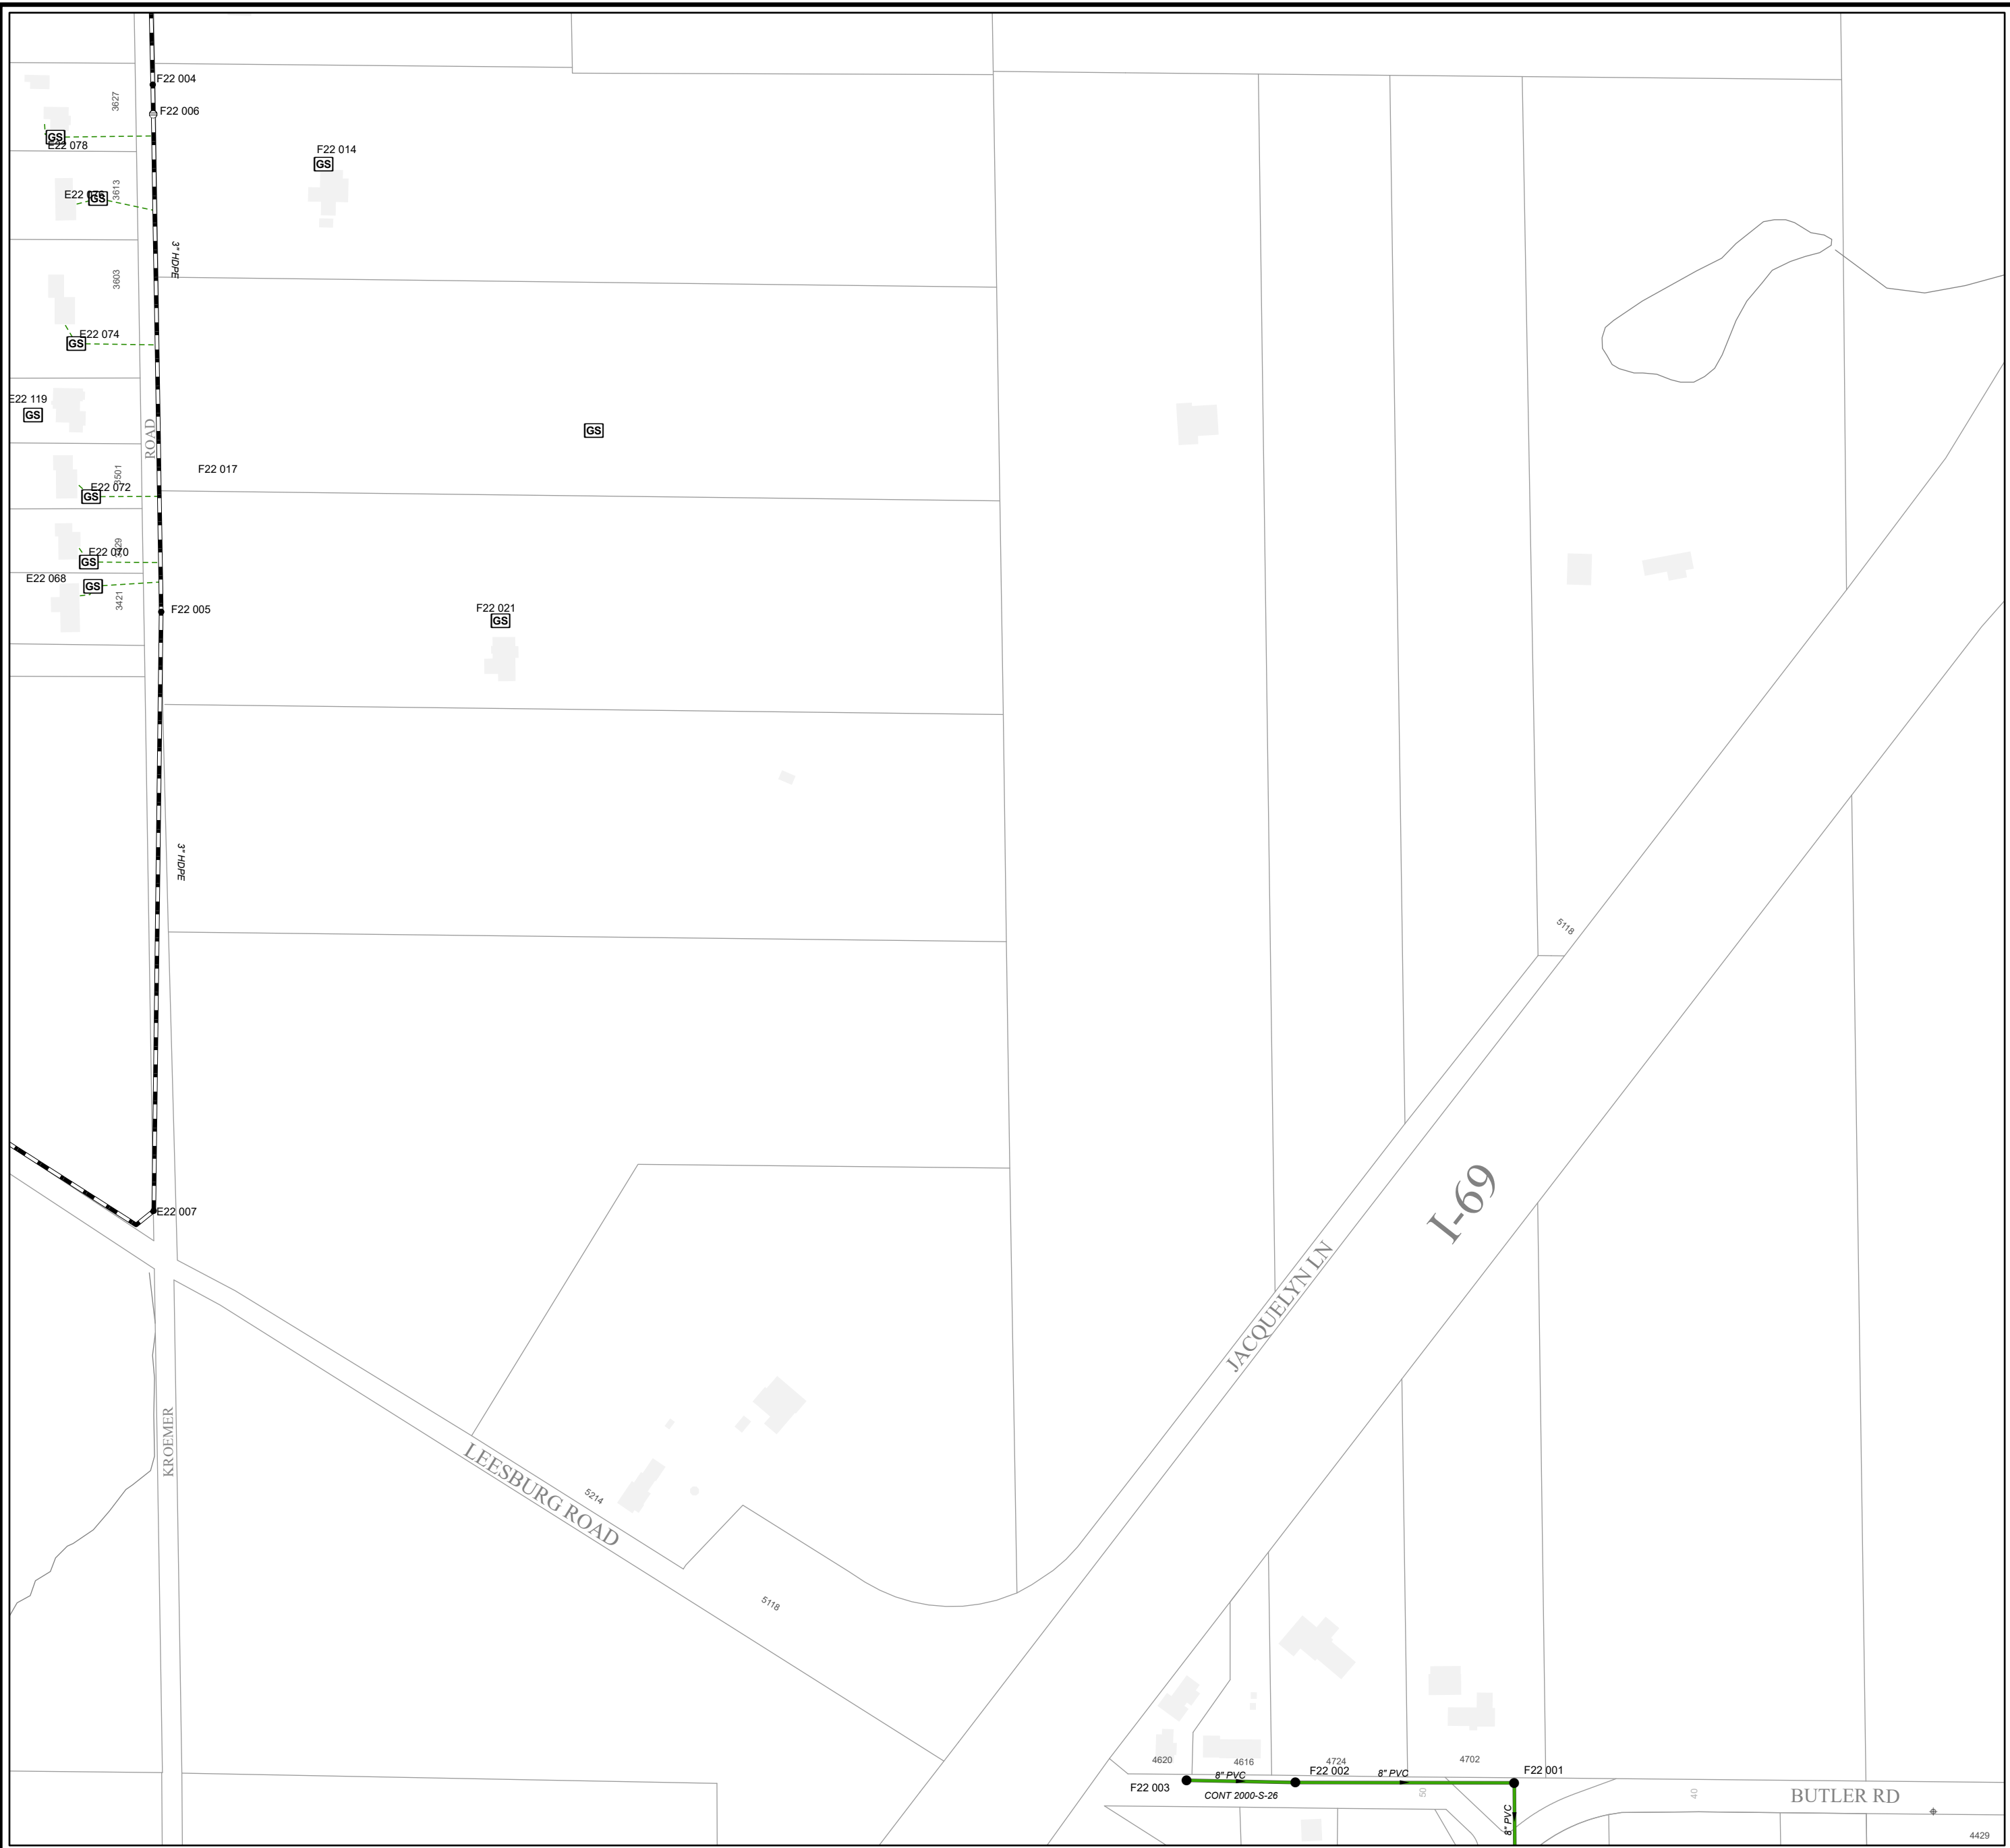 F22 004
3627
F22 006
GS
E22 078
F22 014
GS
3613
E22 076
GS
3" HDPE
3603
E22 074
GS
E22 119
GS
ROAD
GS
3501
F22 017
E22 072
GS
E22 070
GS
E22 068
GS
3421
F22 005
F22 021
GS
3" HDPE
5118
I-69
E22 007
JACQUELYN LN
KROEMER
LEESBURG ROAD
5214
5118
4620
4616
4724
4702
F22 003
8" PVC
F22 002
8" PVC
F22 001
CONT 2000-S-26
50
40
BUTLER RD
8" PVC
4429